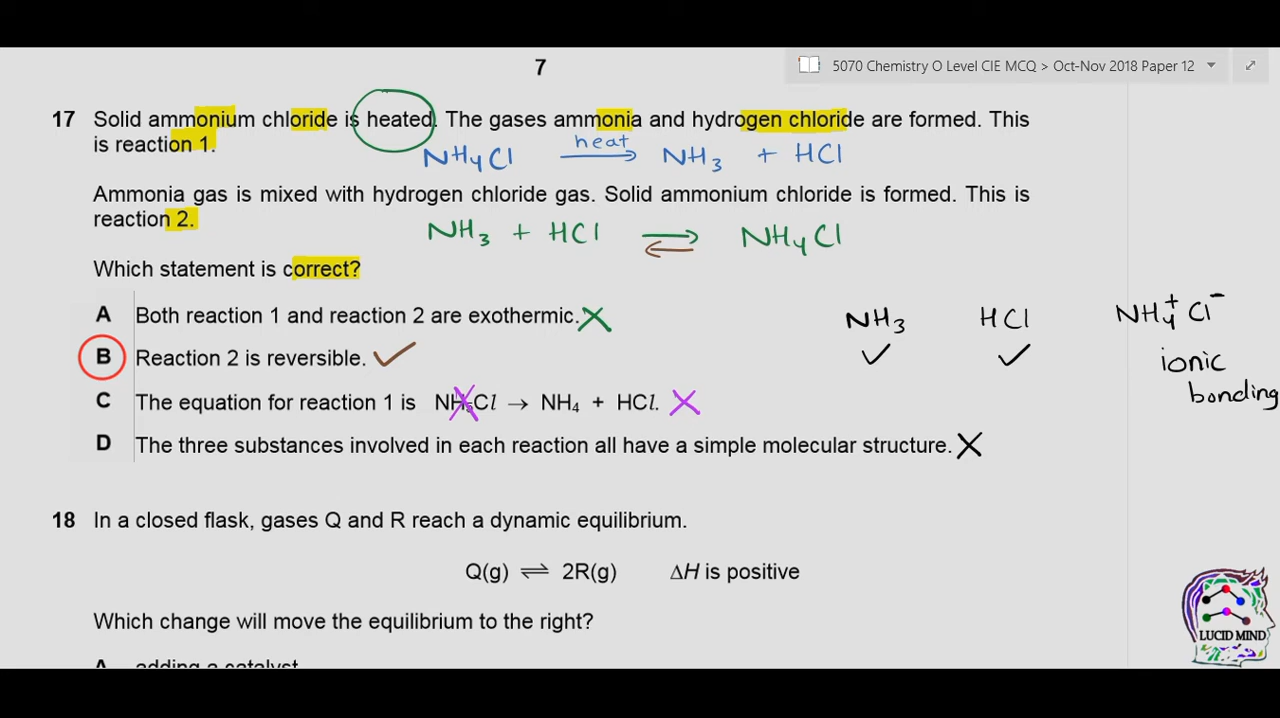 7
5070 Chemistry O Level CIE MCQ > Oct-Nov 2018 Paper 12
17 Solid ammonium chloride is heated. The gases ammonia and hydrogen chloride are formed. This
is reaction 1.
NH4Cl heat→ NH3 + HCl
Ammonia gas is mixed with hydrogen chloride gas. Solid ammonium chloride is formed. This is
reaction 2.
NH3 + HCl ⇌ NH4Cl
Which statement is correct?
A Both reaction 1 and reaction 2 are exothermic. ✗
NH3 HCl NH4+ Cl−
B Reaction 2 is reversible. ✓
✓ ✓ ionic
bonding
C The equation for reaction 1 is NH5Cl → NH4 + HCl. ✗
D The three substances involved in each reaction all have a simple molecular structure. ✗
18 In a closed flask, gases Q and R reach a dynamic equilibrium.
Q(g) ⇌ 2R(g) ΔH is positive
Which change will move the equilibrium to the right?
A adding a catalyst
LUCID MIND